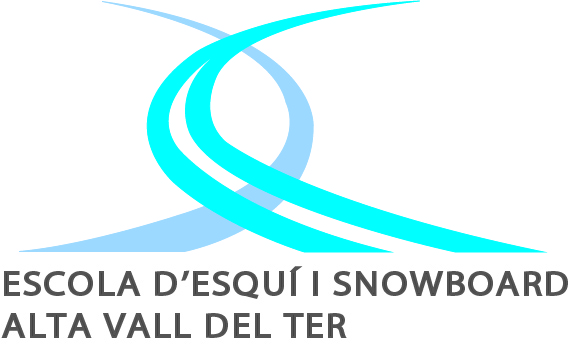 ESCOLA D’ESQUÍ I SNOWBOARD
ALTA VALL DEL TER